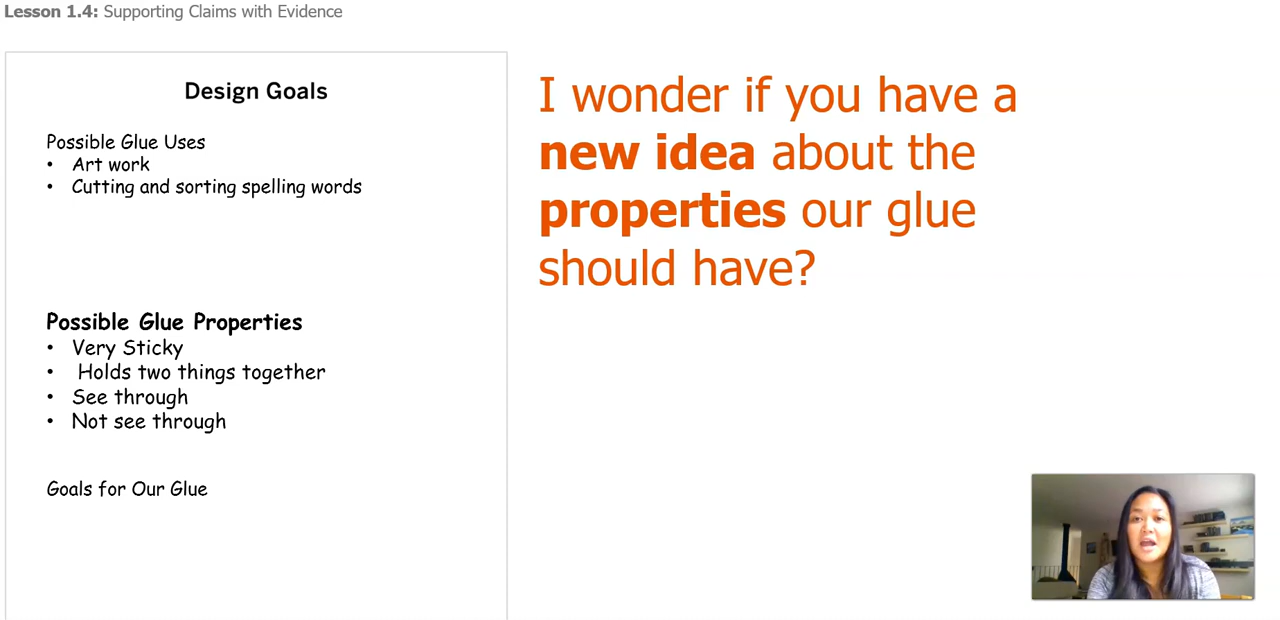 Lesson 1.4: Supporting Claims with Evidence
Design Goals
Possible Glue Uses
• Art work
• Cutting and sorting spelling words
Possible Glue Properties
• Very Sticky
• Holds two things together
• See through
• Not see through
Goals for Our Glue
I wonder if you have a
new idea about the
properties our glue
should have?